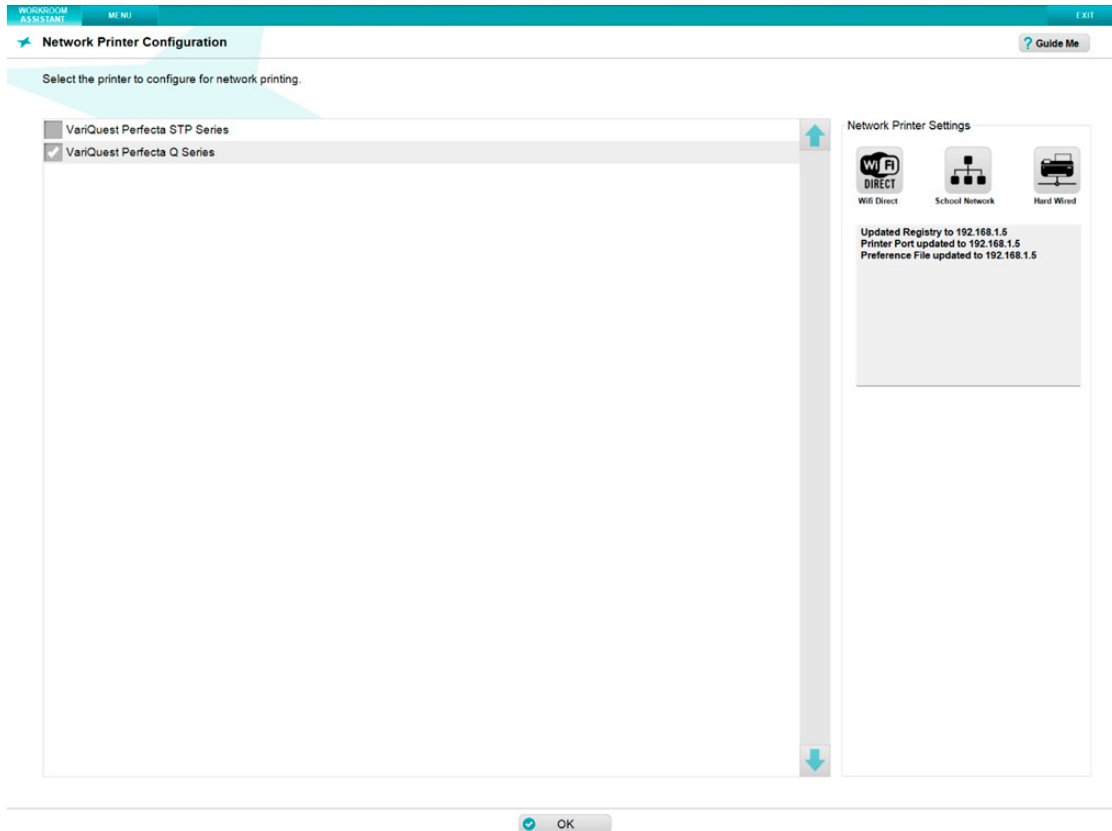 WORKROOM
ASSISTANT
MENU
EXIT
Network Printer Configuration
? Guide Me
Select the printer to configure for network printing.
VariQuest Perfecta STP Series
VariQuest Perfecta Q Series
Network Printer Settings
Wi Fi
DIRECT
Wifi Direct
School Network
Hard Wired
Updated Registry to 192.168.1.5
Printer Port updated to 192.168.1.5
Preference File updated to 192.168.1.5
OK